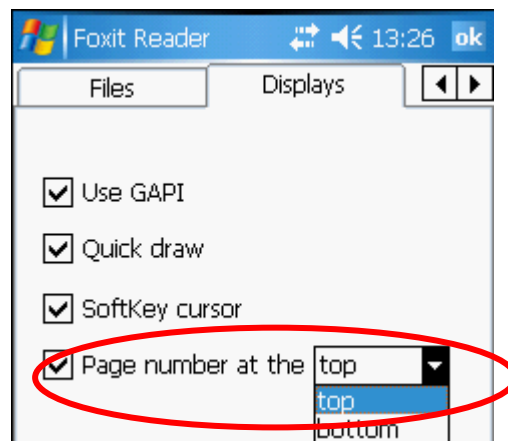 Foxit Reader 13:26 ok
Files Displays
Use GAPI
Quick draw
SoftKey cursor
Page number at the top
top
bottom